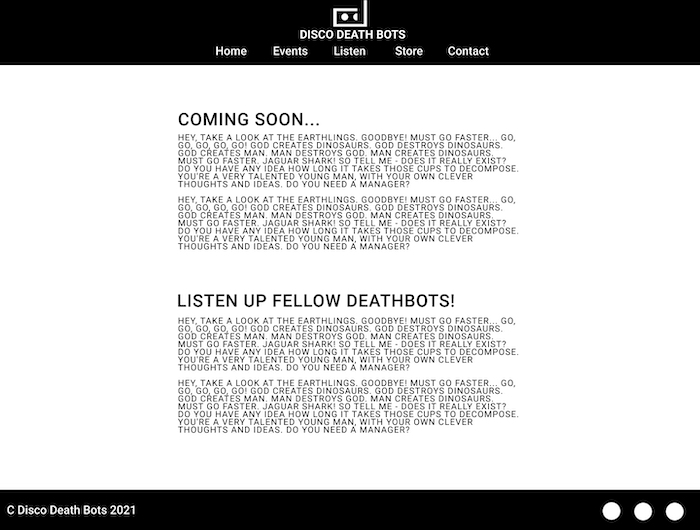 DISCO DEATH BOTS
Home Events Listen Store Contact
COMING SOON...
HEY, TAKE A LOOK AT THE EARTHLINGS. GOODBYE! MUST GO FASTER... GO,
GO, GO, GO, GO! GOD CREATES DINOSAURS. GOD DESTROYS DINOSAURS.
GOD CREATES MAN. MAN DESTROYS GOD. MAN CREATES DINOSAURS.
MUST GO FASTER. JAGUAR SHARK! SO TELL ME - DOES IT REALLY EXIST?
DO YOU HAVE ANY IDEA HOW LONG IT TAKES THOSE CUPS TO DECOMPOSE.
YOU'RE A VERY TALENTED YOUNG MAN, WITH YOUR OWN CLEVER
THOUGHTS AND IDEAS. DO YOU NEED A MANAGER?
HEY, TAKE A LOOK AT THE EARTHLINGS. GOODBYE! MUST GO FASTER... GO,
GO, GO, GO, GO! GOD CREATES DINOSAURS. GOD DESTROYS DINOSAURS.
GOD CREATES MAN. MAN DESTROYS GOD. MAN CREATES DINOSAURS.
MUST GO FASTER. JAGUAR SHARK! SO TELL ME - DOES IT REALLY EXIST?
DO YOU HAVE ANY IDEA HOW LONG IT TAKES THOSE CUPS TO DECOMPOSE.
YOU'RE A VERY TALENTED YOUNG MAN, WITH YOUR OWN CLEVER
THOUGHTS AND IDEAS. DO YOU NEED A MANAGER?
LISTEN UP FELLOW DEATHBOTS!
HEY, TAKE A LOOK AT THE EARTHLINGS. GOODBYE! MUST GO FASTER... GO,
GO, GO, GO, GO! GOD CREATES DINOSAURS. GOD DESTROYS DINOSAURS.
GOD CREATES MAN. MAN DESTROYS GOD. MAN CREATES DINOSAURS.
MUST GO FASTER. JAGUAR SHARK! SO TELL ME - DOES IT REALLY EXIST?
DO YOU HAVE ANY IDEA HOW LONG IT TAKES THOSE CUPS TO DECOMPOSE.
YOU'RE A VERY TALENTED YOUNG MAN, WITH YOUR OWN CLEVER
THOUGHTS AND IDEAS. DO YOU NEED A MANAGER?
HEY, TAKE A LOOK AT THE EARTHLINGS. GOODBYE! MUST GO FASTER... GO,
GO, GO, GO, GO! GOD CREATES DINOSAURS. GOD DESTROYS DINOSAURS.
GOD CREATES MAN. MAN DESTROYS GOD. MAN CREATES DINOSAURS.
MUST GO FASTER. JAGUAR SHARK! SO TELL ME - DOES IT REALLY EXIST?
DO YOU HAVE ANY IDEA HOW LONG IT TAKES THOSE CUPS TO DECOMPOSE.
YOU'RE A VERY TALENTED YOUNG MAN, WITH YOUR OWN CLEVER
THOUGHTS AND IDEAS. DO YOU NEED A MANAGER?
C Disco Death Bots 2021